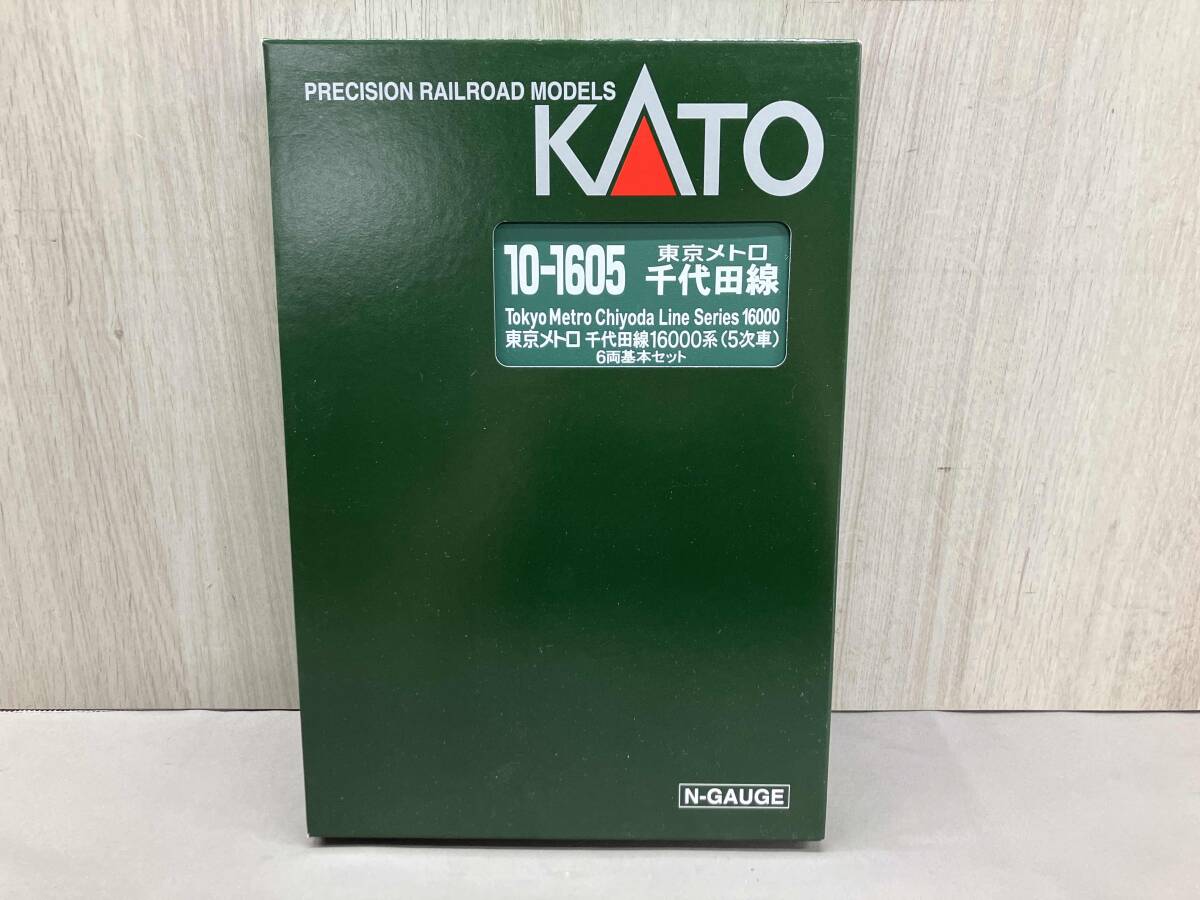 PRECISION RAILROAD MODELS
KATO
10-1605 東京メトロ 千代田線
Tokyo Metro Chiyoda Line Series 16000
東京メトロ 千代田線16000系(5次車)
6両基本セット
N-GAUGE